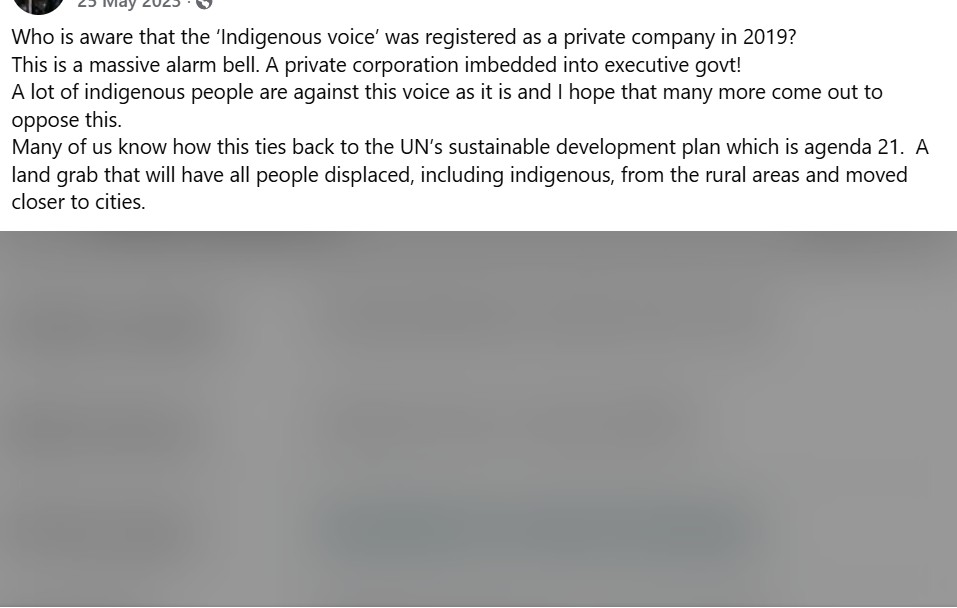 25 May 2023 ·
Who is aware that the ‘Indigenous voice’ was registered as a private company in 2019?
This is a massive alarm bell. A private corporation imbedded into executive govt!
A lot of indigenous people are against this voice as it is and I hope that many more come out to
oppose this.
Many of us know how this ties back to the UN’s sustainable development plan which is agenda 21.  A
land grab that will have all people displaced, including indigenous, from the rural areas and moved
closer to cities.